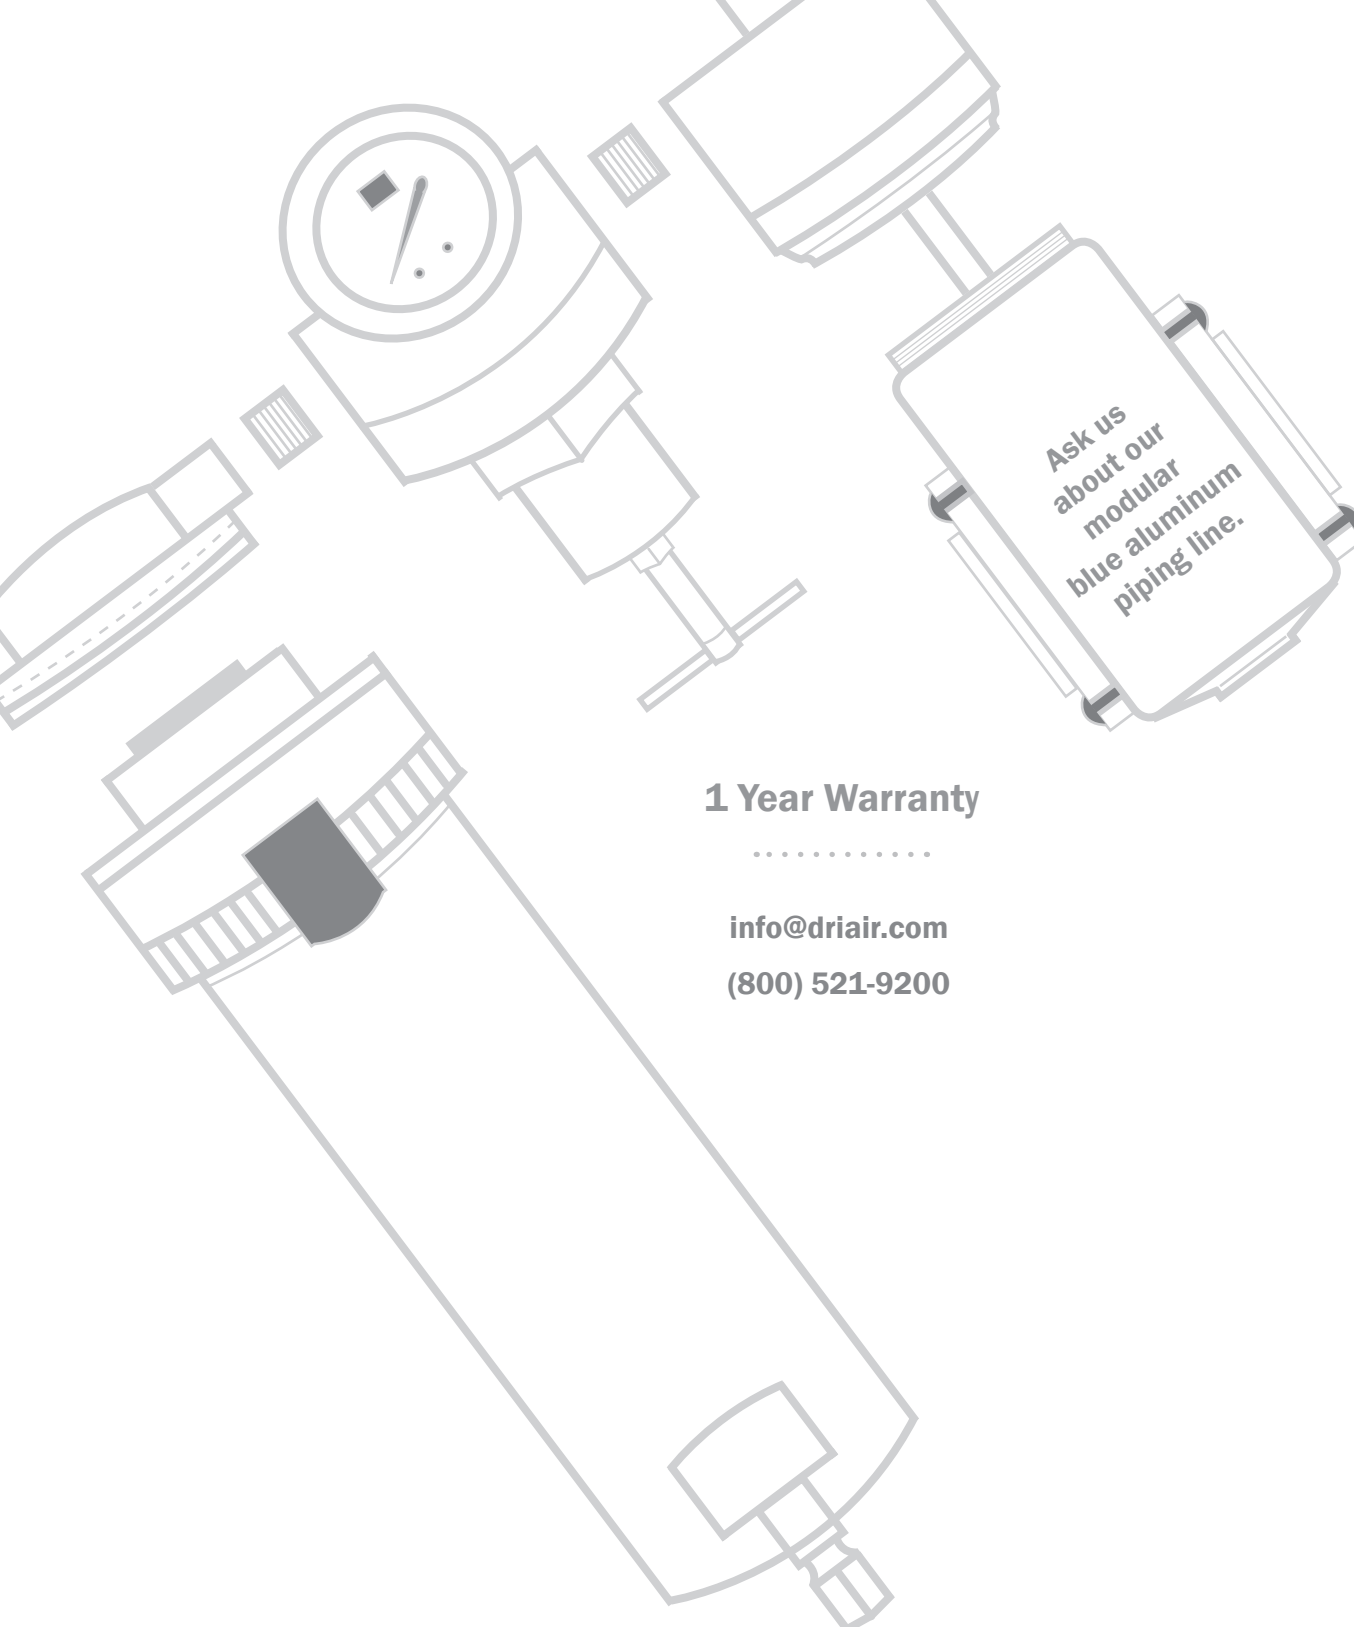 Ask us
about our
modular
blue aluminum
piping line.
1 Year Warranty
info@driair.com
(800) 521-9200